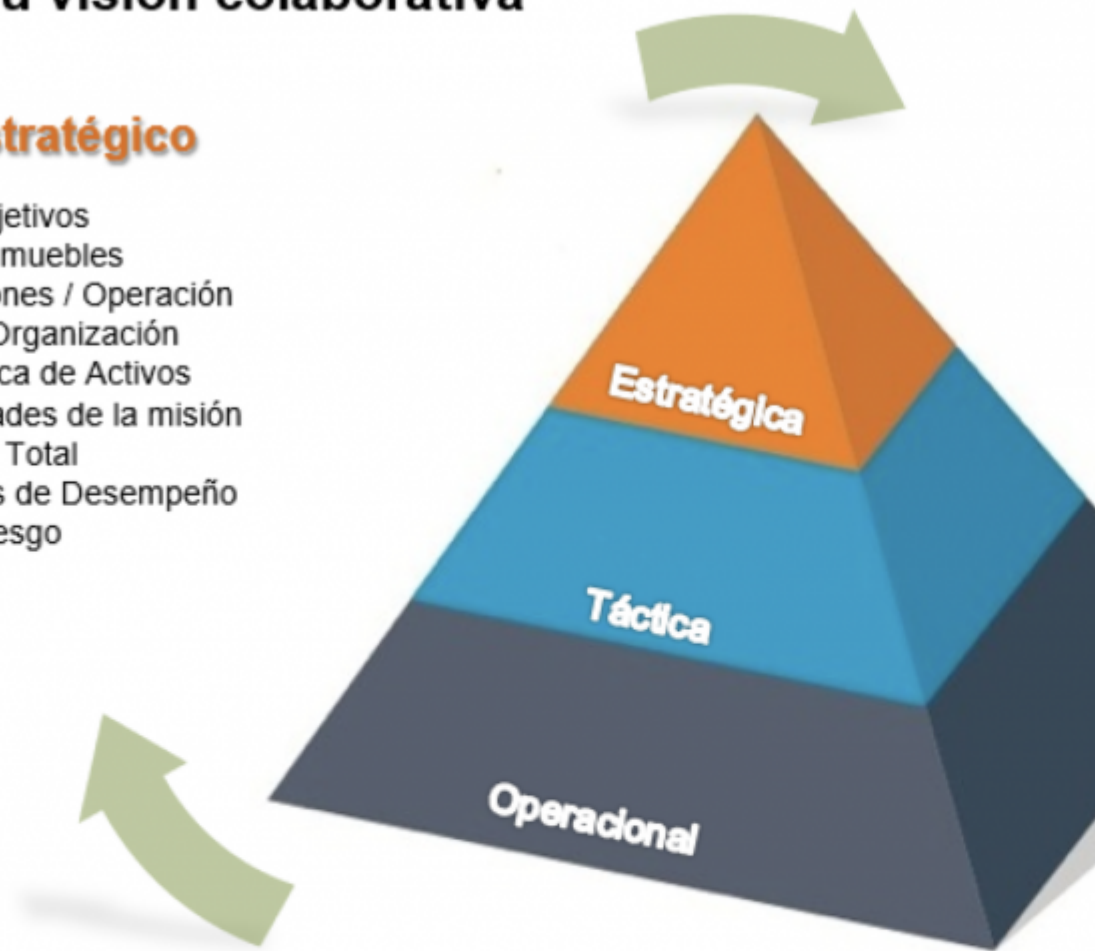 u visión colaborativa
stratégico
jetivos
muebles
ones / Operación
Organización
ca de Activos
ades de la misión
Total
s de Desempeño
esgo
Estratégica
Táctica
Operacional